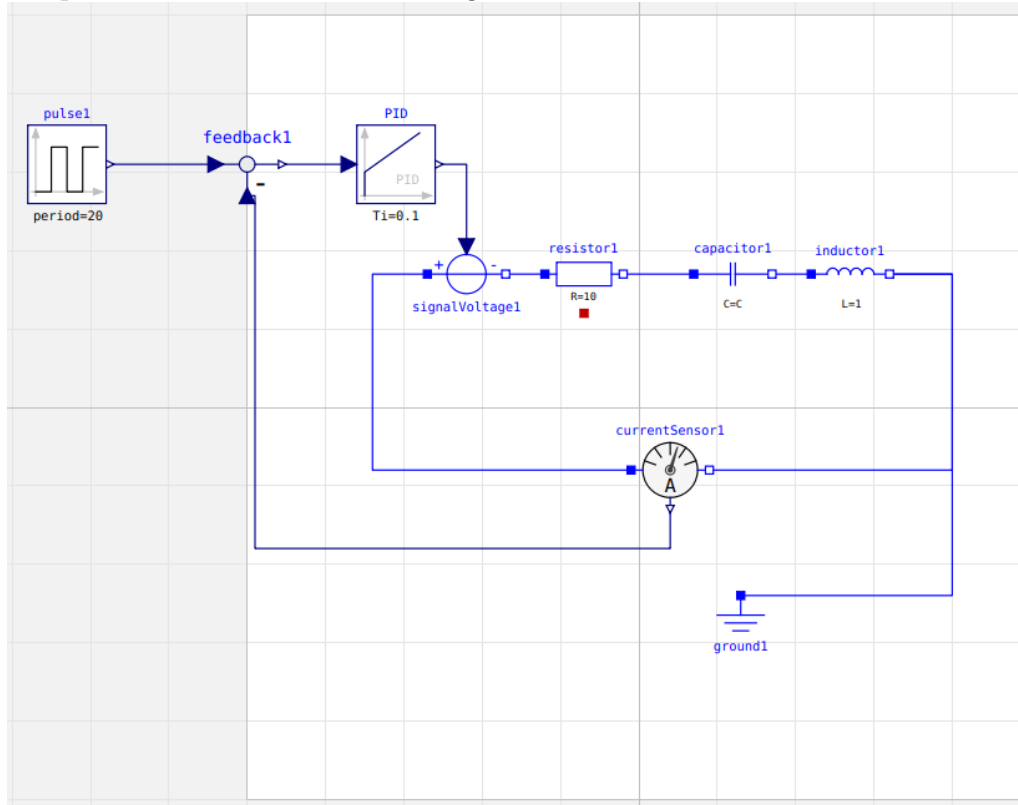 pulse1
PID
feedback1
-
PID
period=20
Ti=0.1
resistor1
capacitor1
inductor1
+
-
R=10
C=C
L=1
signalVoltage1
currentSensor1
A
ground1